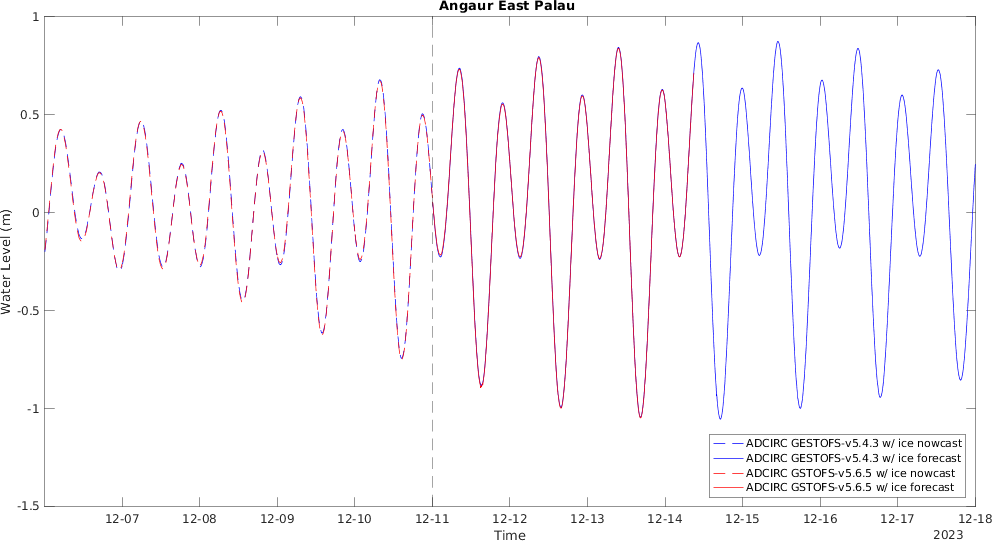 Angaur East Palau
1
0.5
0
-0.5
-1
-1.5
Water Level (m)
ADCIRC GESTOFS-v5.4.3 w/ ice nowcast
ADCIRC GESTOFS-v5.4.3 w/ ice forecast
ADCIRC GSTOFS-v5.6.5 w/ ice nowcast
ADCIRC GSTOFS-v5.6.5 w/ ice forecast
12-07 12-08 12-09 12-10 12-11 12-12 12-13 12-14 12-15 12-16 12-17 12-18
Time
2023